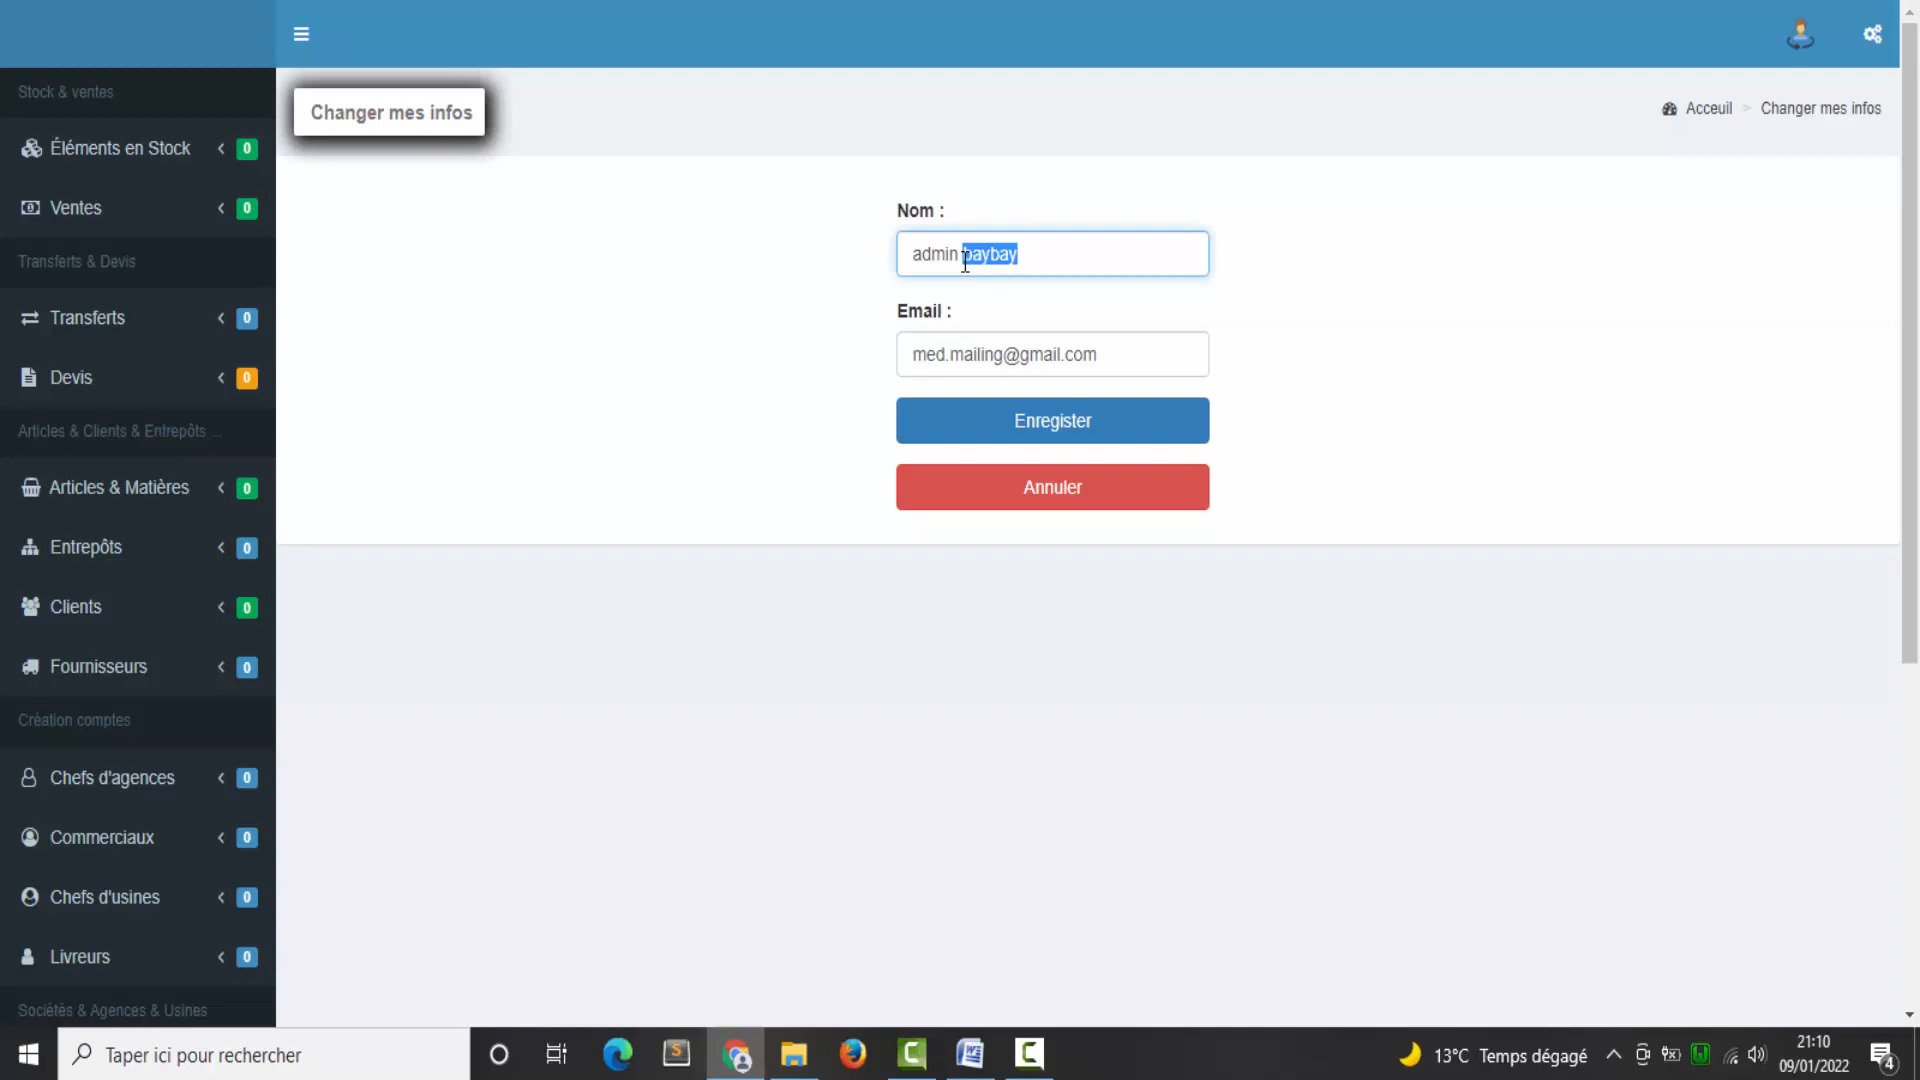 Changer mes infos
Acceuil > Changer mes infos
Stock & ventes
Éléments en Stock 0
Ventes 0
Transferts & Devis
Transferts 0
Devis 0
Articles & Clients & Entrepôts ...
Articles & Matières 0
Entrepôts 0
Clients 0
Fournisseurs 0
Création comptes
Chefs d'agences 0
Commerciaux 0
Chefs d'usines 0
Livreurs 0
Sociétés & Agences & Usines
Nom :
admin baybay
Email :
med.mailing@gmail.com
Enregister
Annuler
Taper ici pour rechercher
13°C Temps dégagé
21:10
09/01/2022
4